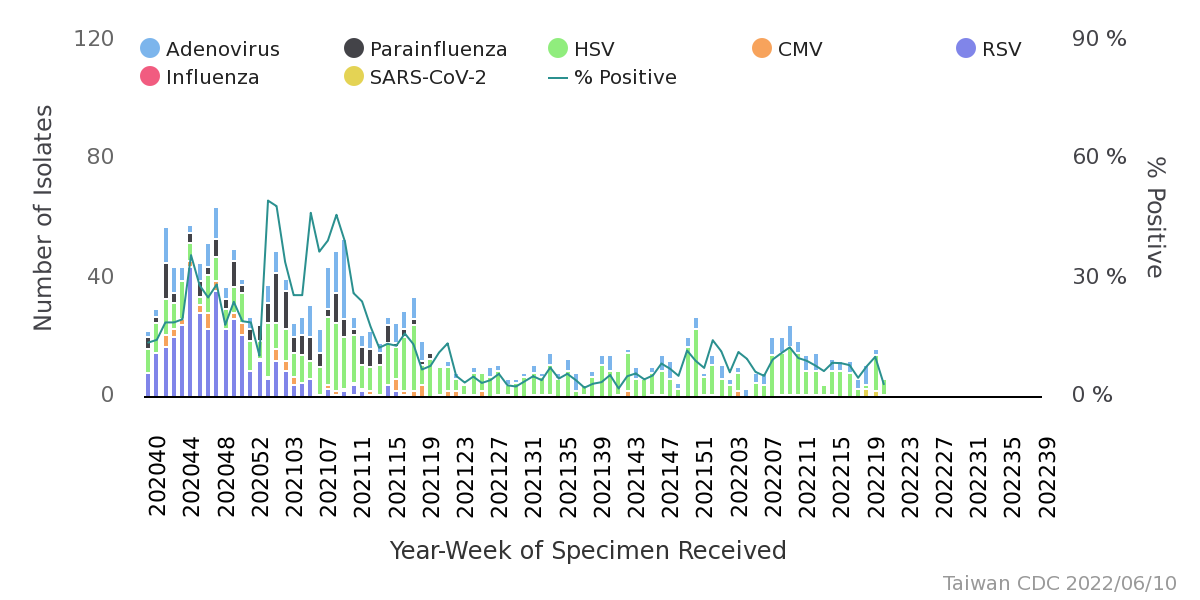 120
80
40
0
Number of Isolates
Adenovirus Parainfluenza HSV CMV RSV
Influenza SARS-CoV-2 % Positive
90 %
60 %
30 %
0 %
% Positive
202040 202044 202048 202052 202103 202107 202111 202115 202119 202123 202127 202131 202135 202139 202143 202147 202151 202203 202207 202211 202215 202219 202223 202227 202231 202235 202239
Year-Week of Specimen Received
Taiwan CDC 2022/06/10